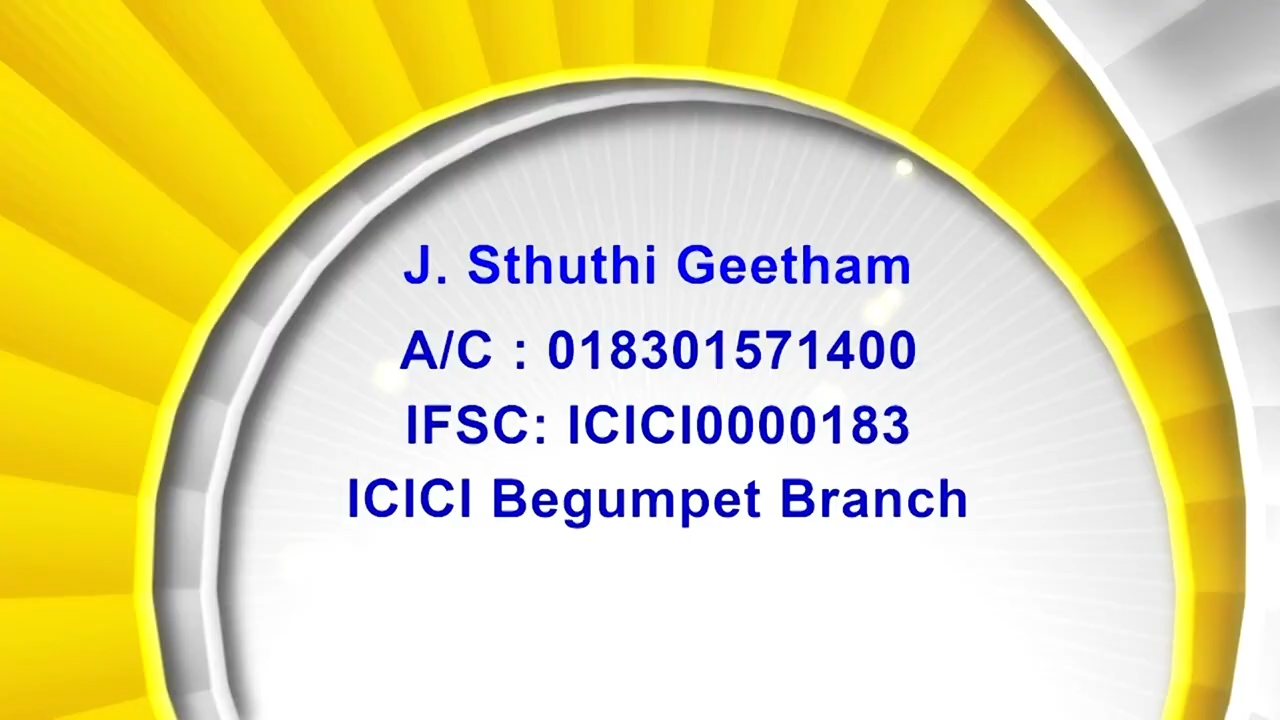 J. Sthuthi Geetham
A/C : 018301571400
IFSC: ICICI0000183
ICICI Begumpet Branch